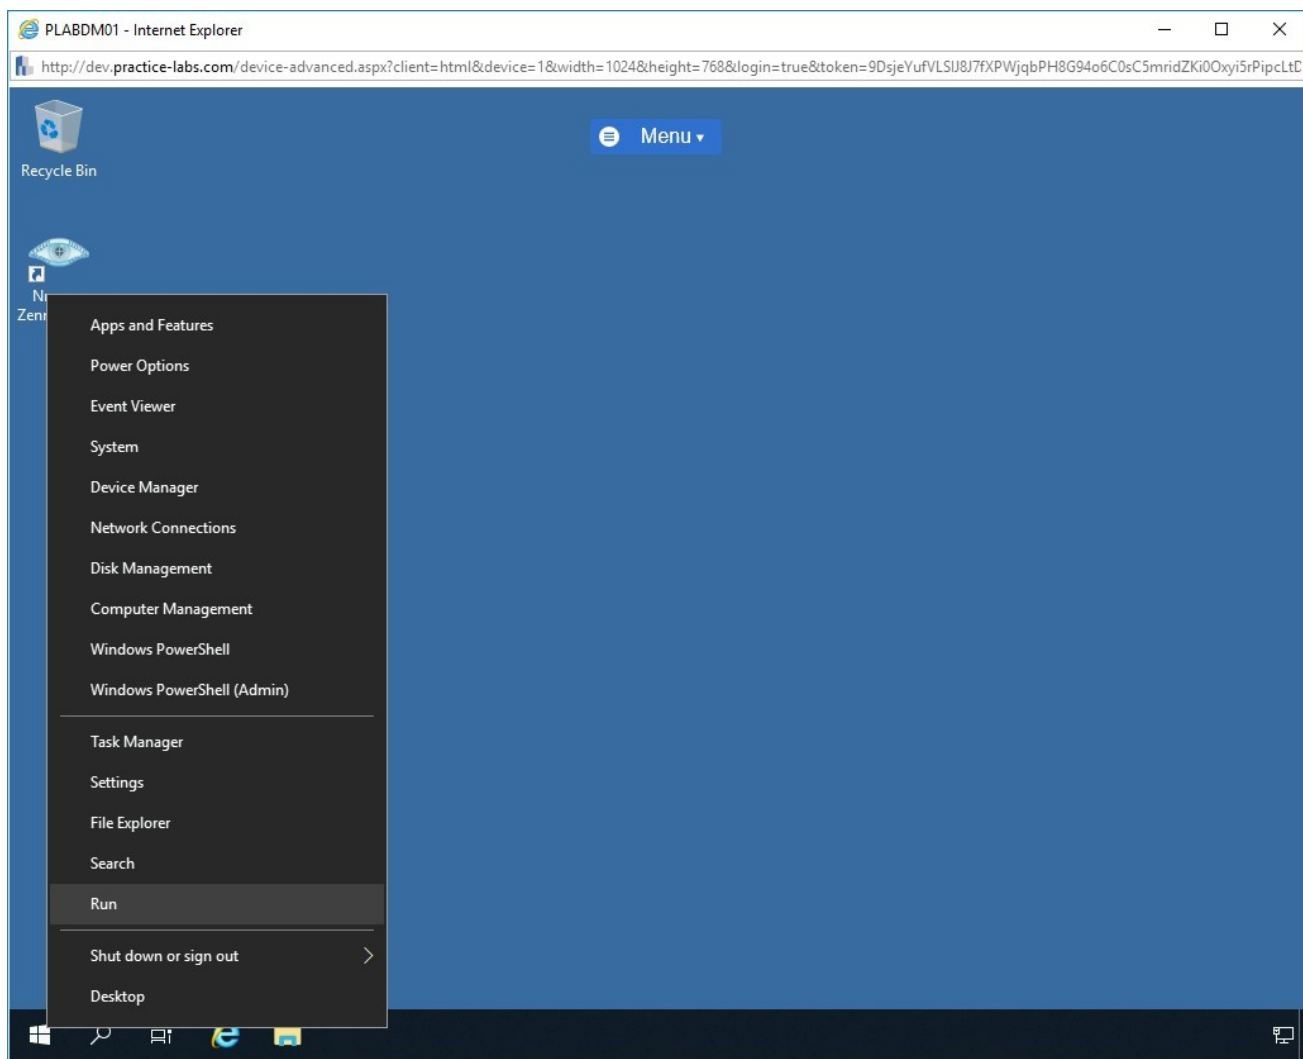 PLABDM01 - Internet Explorer
http://dev.practice-labs.com/device-advanced.aspx?client=html&device=1&width=1024&height=768&login=true&token=
Menu
Recycle Bin
Apps and Features
Power Options
Event Viewer
System
Device Manager
Network Connections
Disk Management
Computer Management
Windows PowerShell
Windows PowerShell (Admin)
Task Manager
Settings
File Explorer
Search
Run
Shut down or sign out
Desktop